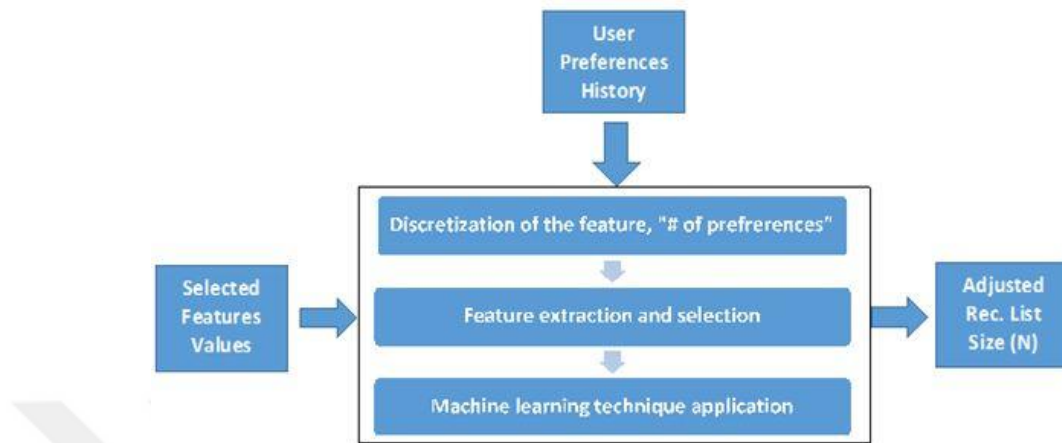 User
Preferences
History
Discretization of the feature, "# of prefrerences"
Selected
Features
Values
Feature extraction and selection
Adjusted
Rec. List
Size (N)
Machine learning technique application